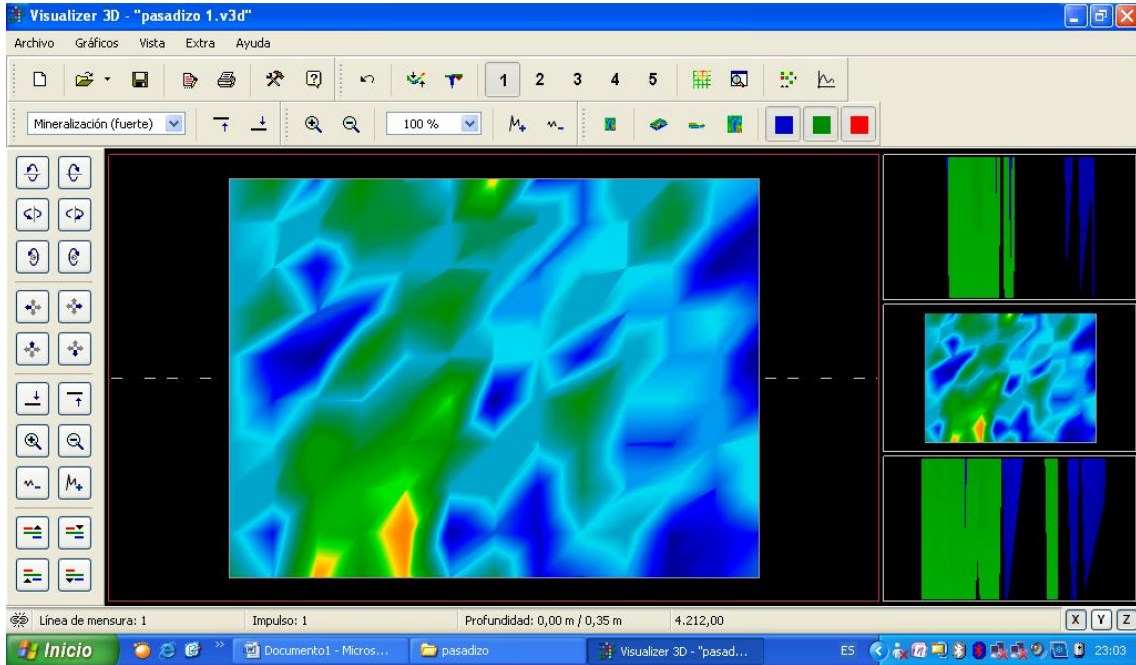 Visualizer 3D - "pasadizo 1.v3d"
Archivo Gráficos Vista Extra Ayuda
1 2 3 4 5
Mineralización (fuerte) 100 %
Línea de mensura: 1 Impulso: 1 Profundidad: 0,00 m / 0,35 m 4.212,00 X Y Z
Inicio Documento1 - Micros... pasadizo Visualizer 3D - "pasad... ES 23:03